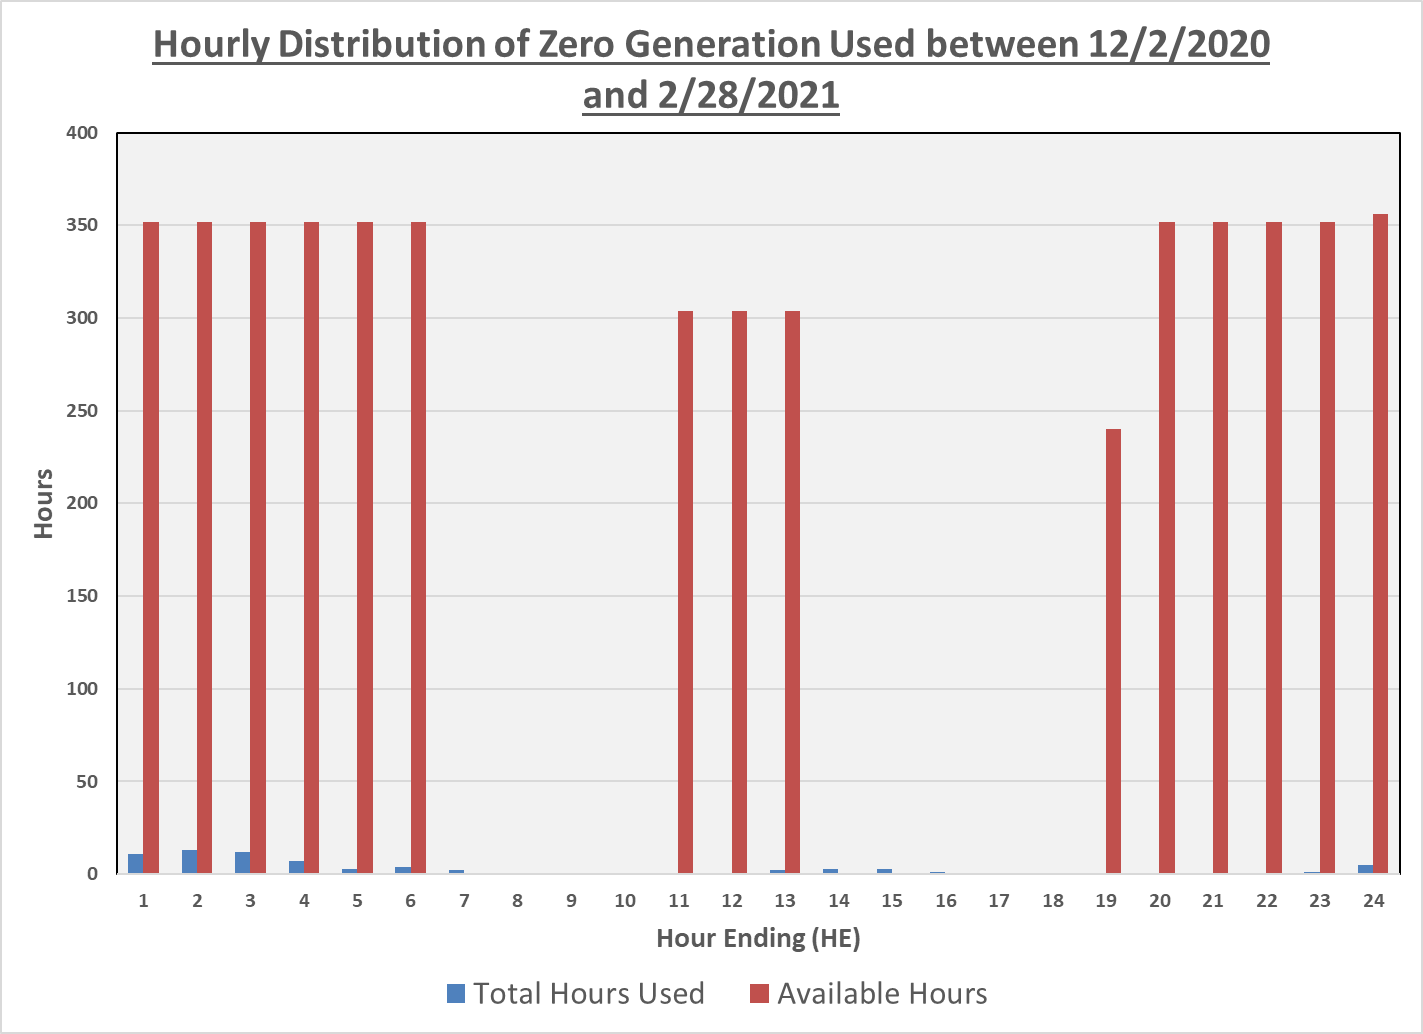 Hourly Distribution of Zero Generation Used between 12/2/2020
and 2/28/2021
400
350
300
250
200
150
100
50
0
Hours
1 2 3 4 5 6 7 8 9 10 11 12 13 14 15 16 17 18 19 20 21 22 23 24
Hour Ending (HE)
Total Hours Used Available Hours